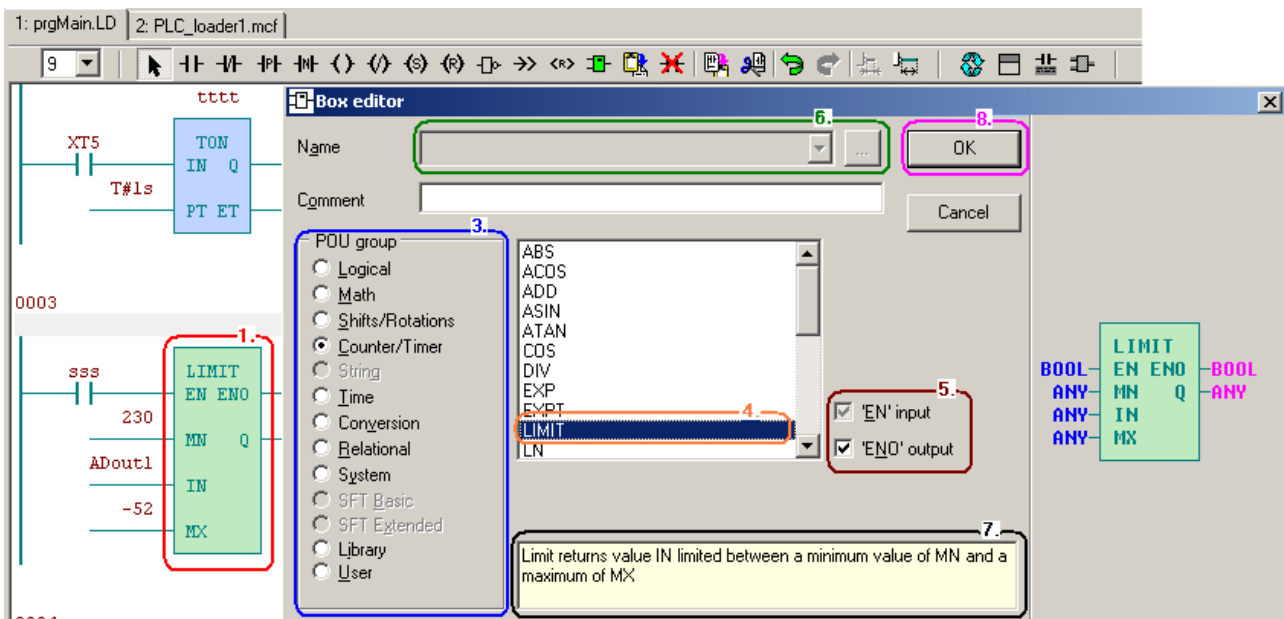 1: prgMain.LD
2: PLC_loader1.mcf
9
tttt
XT5
TON
IN Q
T#1s
PT ET
0003
1.
sss
LIMIT
EN ENO
230
MN Q
ADout1
IN
-52
MX
Box editor
6.
8.
Name
...
OK
Comment
Cancel
3.
POU group
Logical
Math
Shifts/Rotations
Counter/Timer
String
Time
Conversion
Relational
System
SFT Basic
SFT Extended
Library
User
ABS
ACOS
ADD
ASIN
ATAN
COS
DIV
EXP
EXPT
4.
LIMIT
LN
5.
'EN' input
'ENO' output
7.
Limit returns value IN limited between a minimum value of MN and a
maximum of MX
LIMIT
BOOL EN ENO BOOL
ANY MN Q ANY
ANY IN
ANY MX